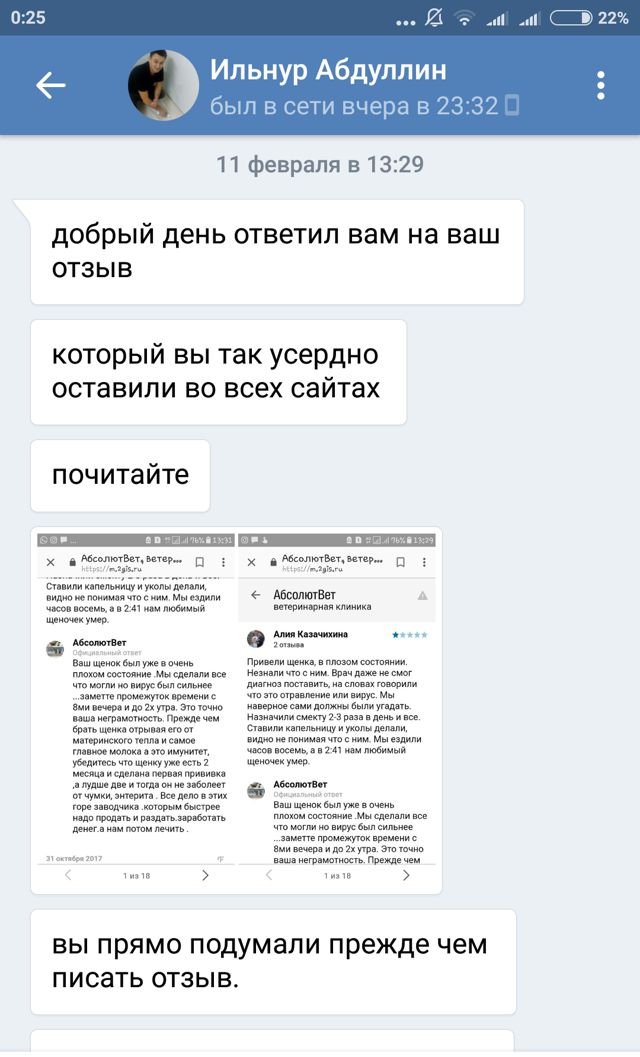 0:25
22%
Ильнур Абдуллин
был в сети вчера в 23:32
11 февраля в 13:29
добрый день ответил вам на ваш
отзыв
который вы так усердно
оставили во всех сайтах
почитайте
76% 13:31
АбсолютВет, ветер...
https://m.2gis.ru
Ставили капельницу и уколы делали,
видно не понимая что с ним. Мы ездили
часов восемь, а в 2:41 нам любимый
щеночек умер.
АбсолютВет
Официальный ответ
Ваш щенок был уже в очень
плохом состояние .Мы сделали все
что могли но вирус был сильнее
...заметте промежуток времени с
8ми вечера и до 2х утра. Это точно
ваша неграмотность. Прежде чем
брать щенка отрывая его от
материнского тепла и самое
главное молока а это имунитет,
убедитесь что щенку уже есть 2
месяца и сделана первая прививка
,а лушде две и тогда он не заболеет
от чумки, энтерита . Все дело в этих
горе заводчика .которым быстрее
надо продать и раздать.заработать
денег.а нам потом лечить .
31 октября 2017
1 из 18
76% 13:29
АбсолютВет, ветер...
https://m.2gis.ru
АбсолютВет
ветеринарная клиника
Алия Казачихина
2 отзыва
Привели щенка, в плозом состоянии.
Незнали что с ним. Врач даже не смог
диагноз поставить, на словах говорили
что это отравление или вирус. Мы
наверное сами должны были угадать.
Назначили смекту 2-3 раза в день и все.
Ставили капельницу и уколы делали,
видно не понимая что с ним. Мы ездили
часов восемь, а в 2:41 нам любимый
щеночек умер.
АбсолютВет
Официальный ответ
Ваш щенок был уже в очень
плохом состояние .Мы сделали все
что могли но вирус был сильнее
...заметте промежуток времени с
8ми вечера и до 2х утра. Это точно
ваша неграмотность. Прежде чем
1 из 18
вы прямо подумали прежде чем
писать отзыв.